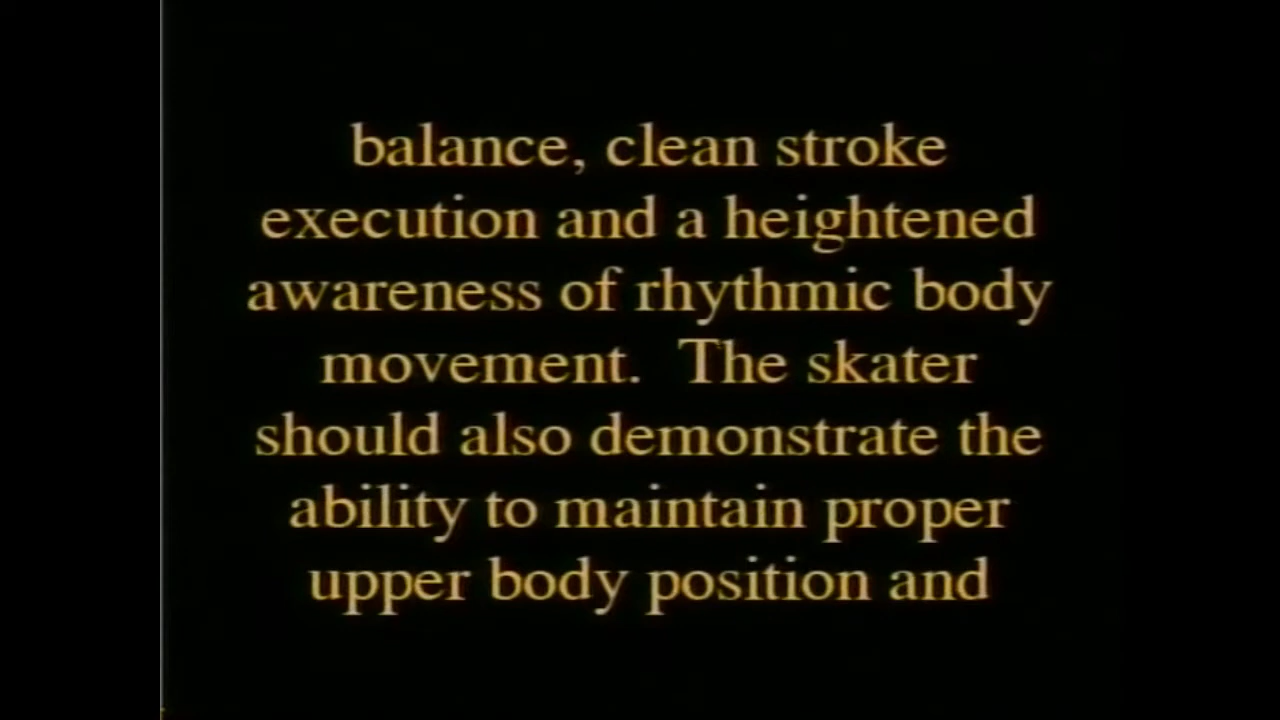 balance, clean stroke
execution and a heightened
awareness of rhythmic body
movement.  The skater
should also demonstrate the
ability to maintain proper
upper body position and